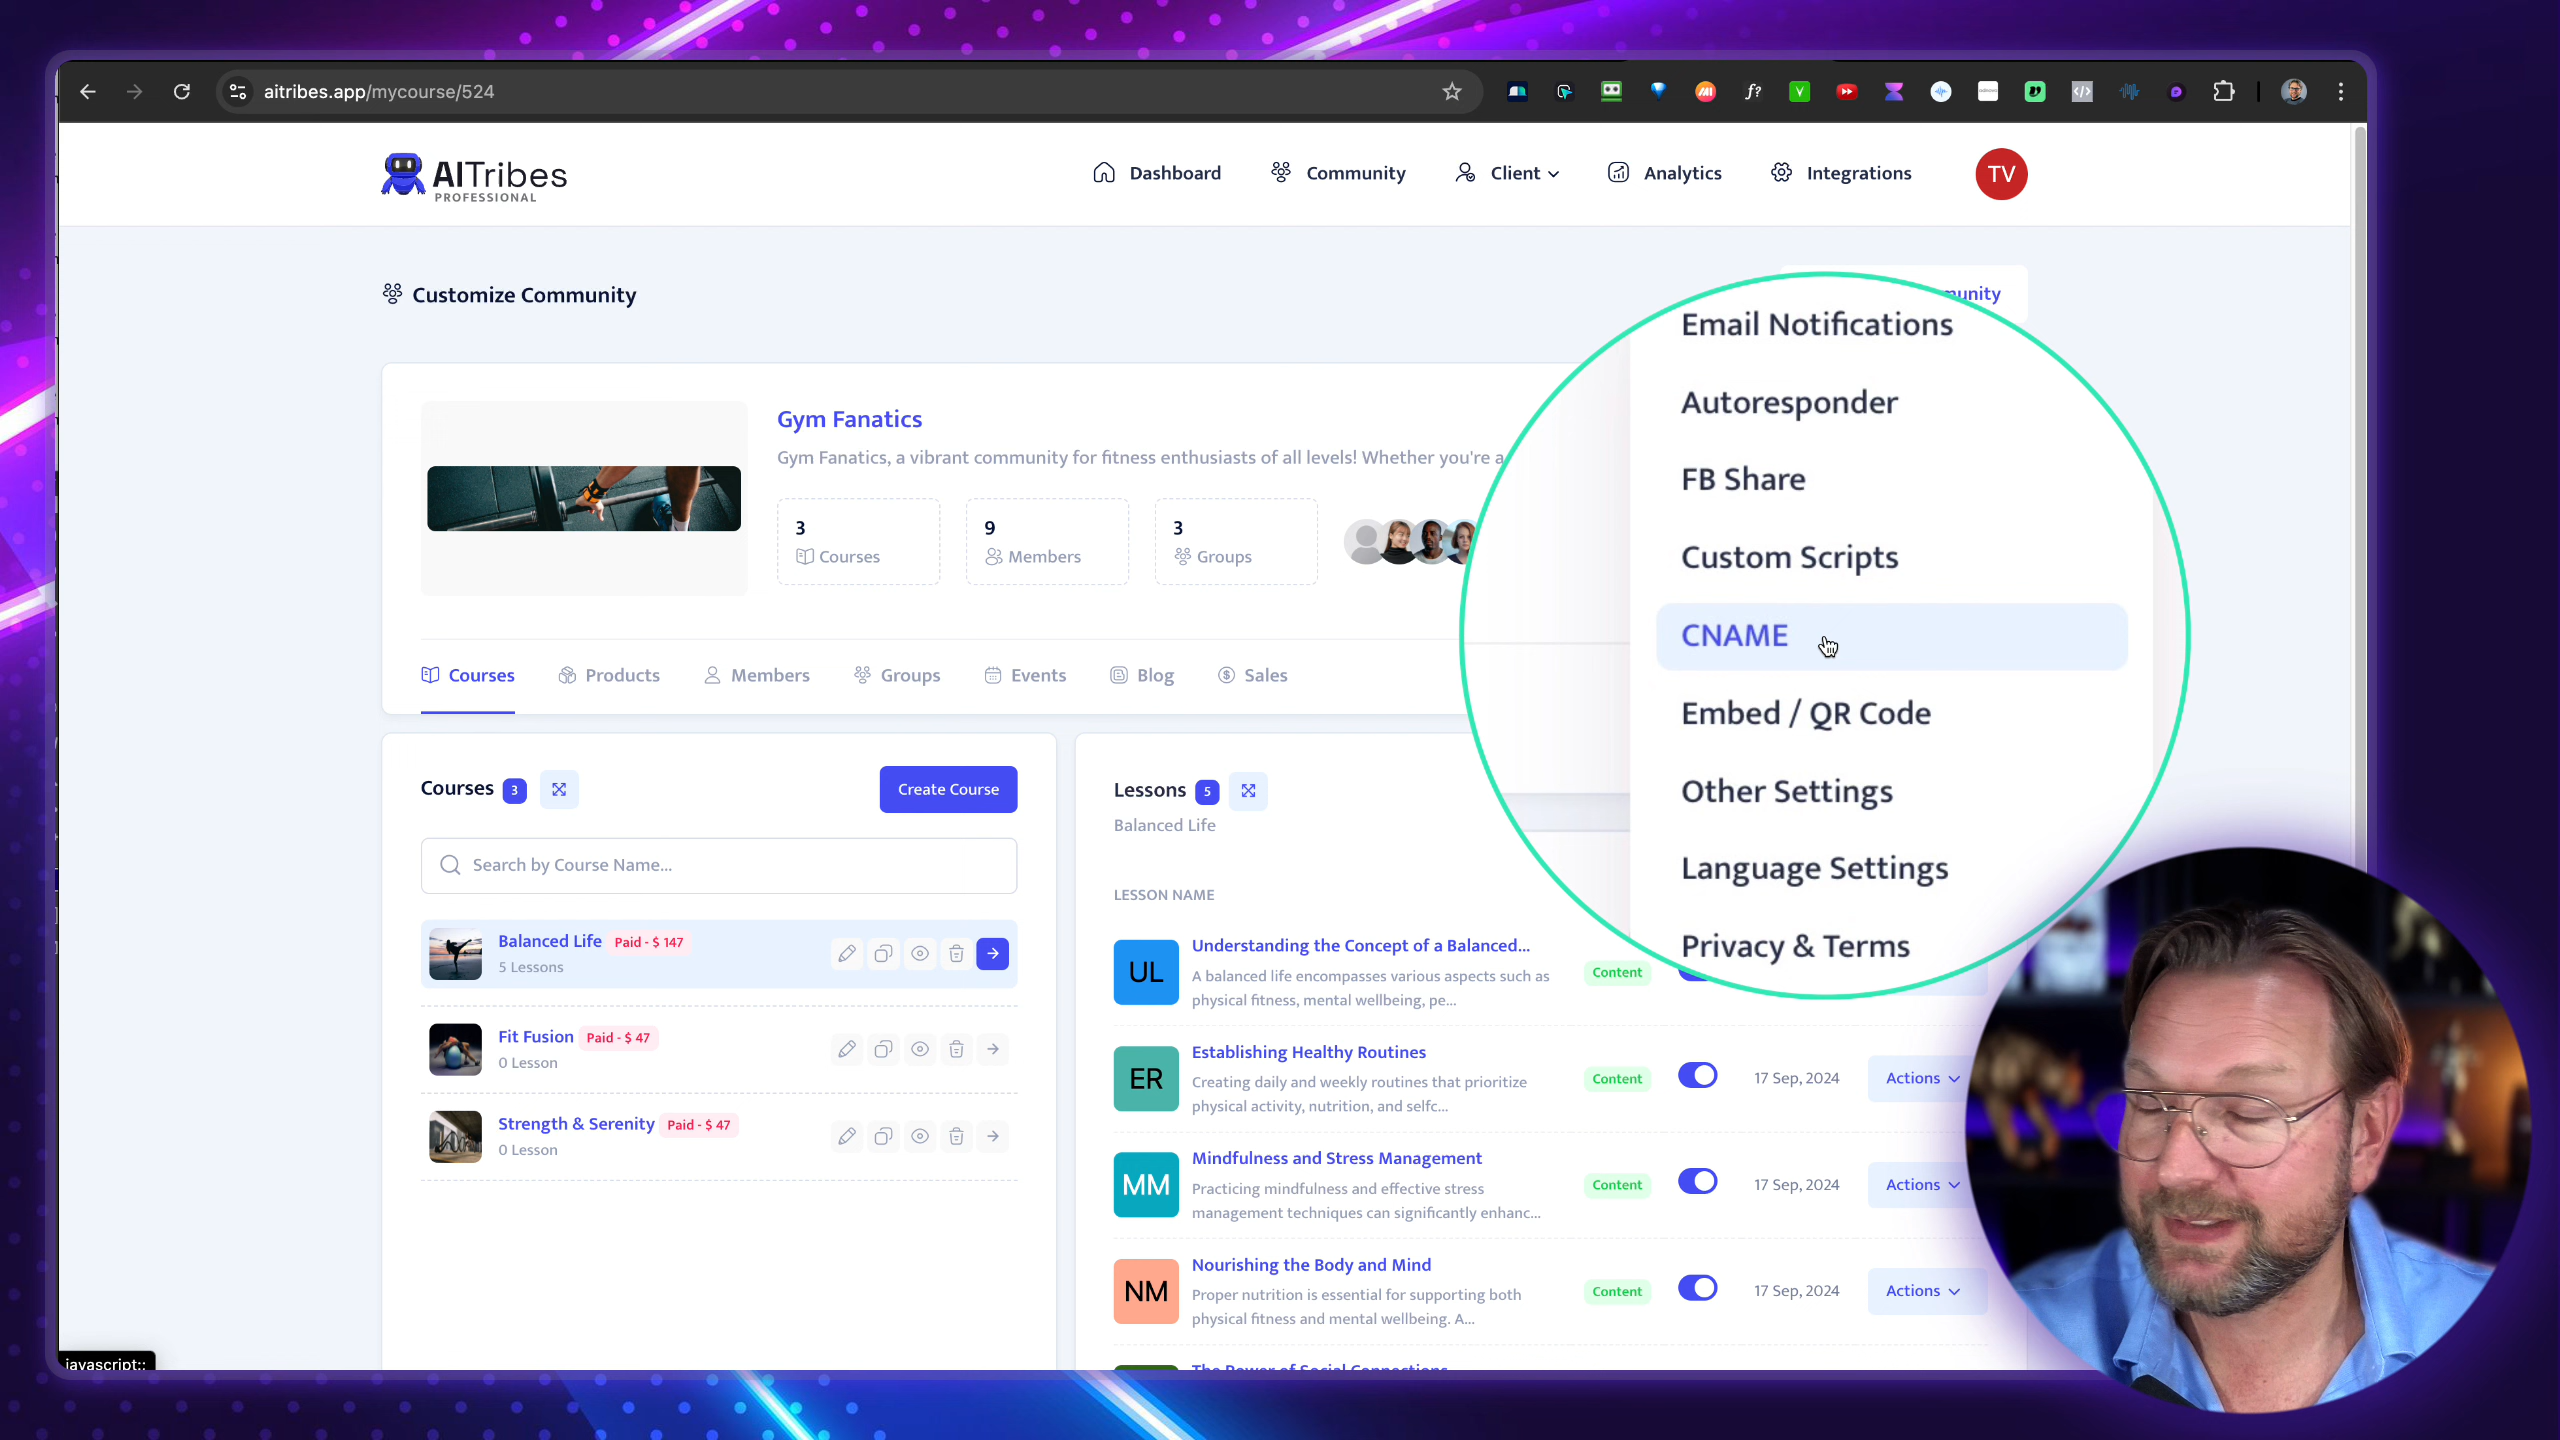 aitribes.app/mycourse/524
AITribes
PROFESSIONAL
Dashboard
Community
Client
Analytics
Integrations
TV
Customize Community
munity
Gym Fanatics
Gym Fanatics, a vibrant community for fitness enthusiasts of all levels! Whether you're a
3
Courses
9
Members
3
Groups
Email Notifications
Autoresponder
FB Share
Custom Scripts
CNAME
Embed / QR Code
Other Settings
Language Settings
Privacy & Terms
Courses
Products
Members
Groups
Events
Blog
Sales
Courses 3
Create Course
Search by Course Name...
Balanced Life Paid - $ 147
5 Lessons
Fit Fusion Paid - $ 47
0 Lesson
Strength & Serenity Paid - $ 47
0 Lesson
Lessons 5
Balanced Life
LESSON NAME
UL
Understanding the Concept of a Balanced...
A balanced life encompasses various aspects such as
physical fitness, mental wellbeing, pe...
Content
ER
Establishing Healthy Routines
Creating daily and weekly routines that prioritize
physical activity, nutrition, and selfc...
Content
17 Sep, 2024
Actions
MM
Mindfulness and Stress Management
Practicing mindfulness and effective stress
management techniques can significantly enhanc...
Content
17 Sep, 2024
Actions
NM
Nourishing the Body and Mind
Proper nutrition is essential for supporting both
physical fitness and mental wellbeing. A...
Content
17 Sep, 2024
Actions
The Power of Social Connections
javascript:;